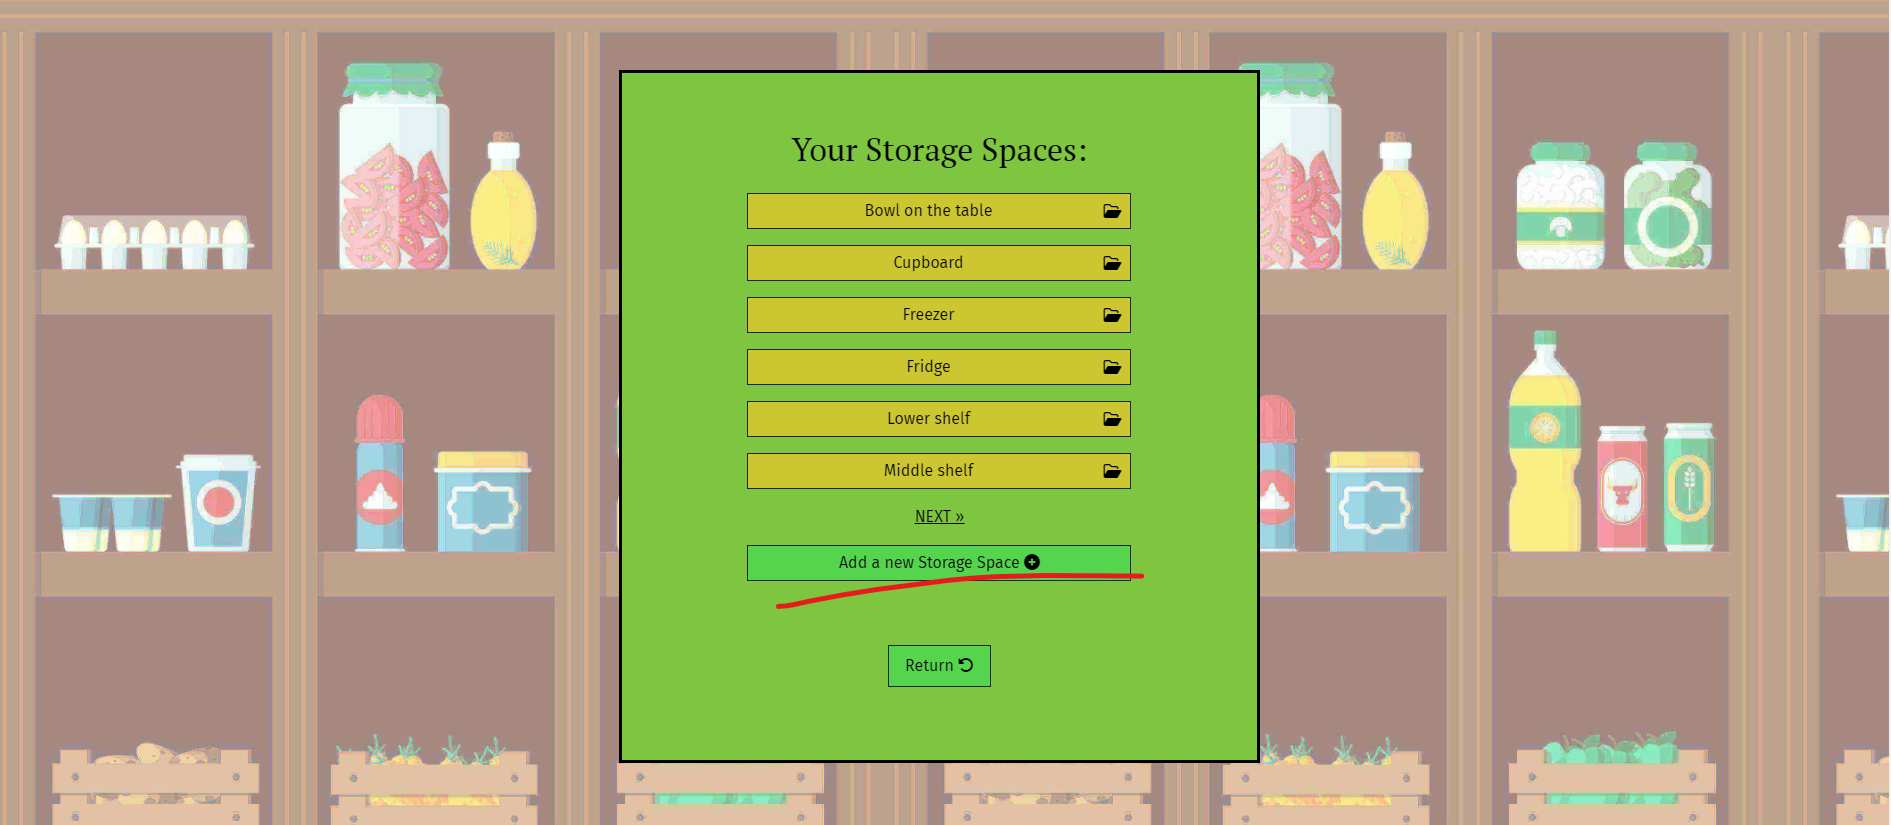 Your Storage Spaces:
Bowl on the table
Cupboard
Freezer
Fridge
Lower shelf
Middle shelf
NEXT »
Add a new Storage Space
Return